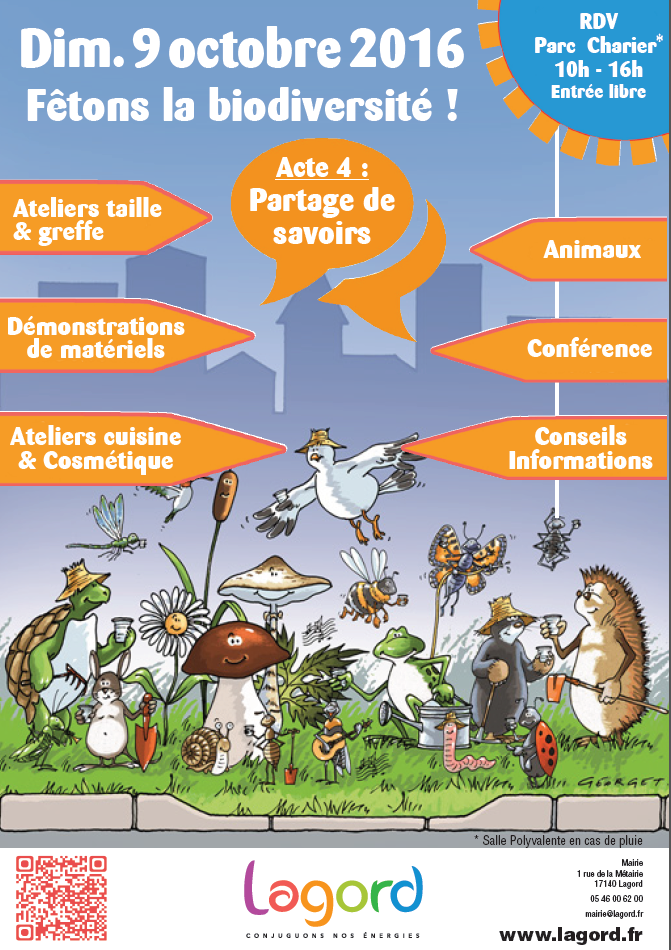 Dim. 9 octobre 2016
Fêtons la biodiversité !
RDV
Parc Charier*
10h - 16h
Entrée libre
Acte 4 :
Partage de
savoirs
Ateliers taille
& greffe
Animaux
Démonstrations
de matériels
Conférence
Ateliers cuisine
& Cosmétique
Conseils
Informations
GEORGET
* Salle Polyvalente en cas de pluie
Lagord
CONJUGUONS NOS ÉNERGIES
Mairie
1 rue de la Métairie
17140 Lagord
05 46 00 62 00
mairie@lagord.fr
www.lagord.fr